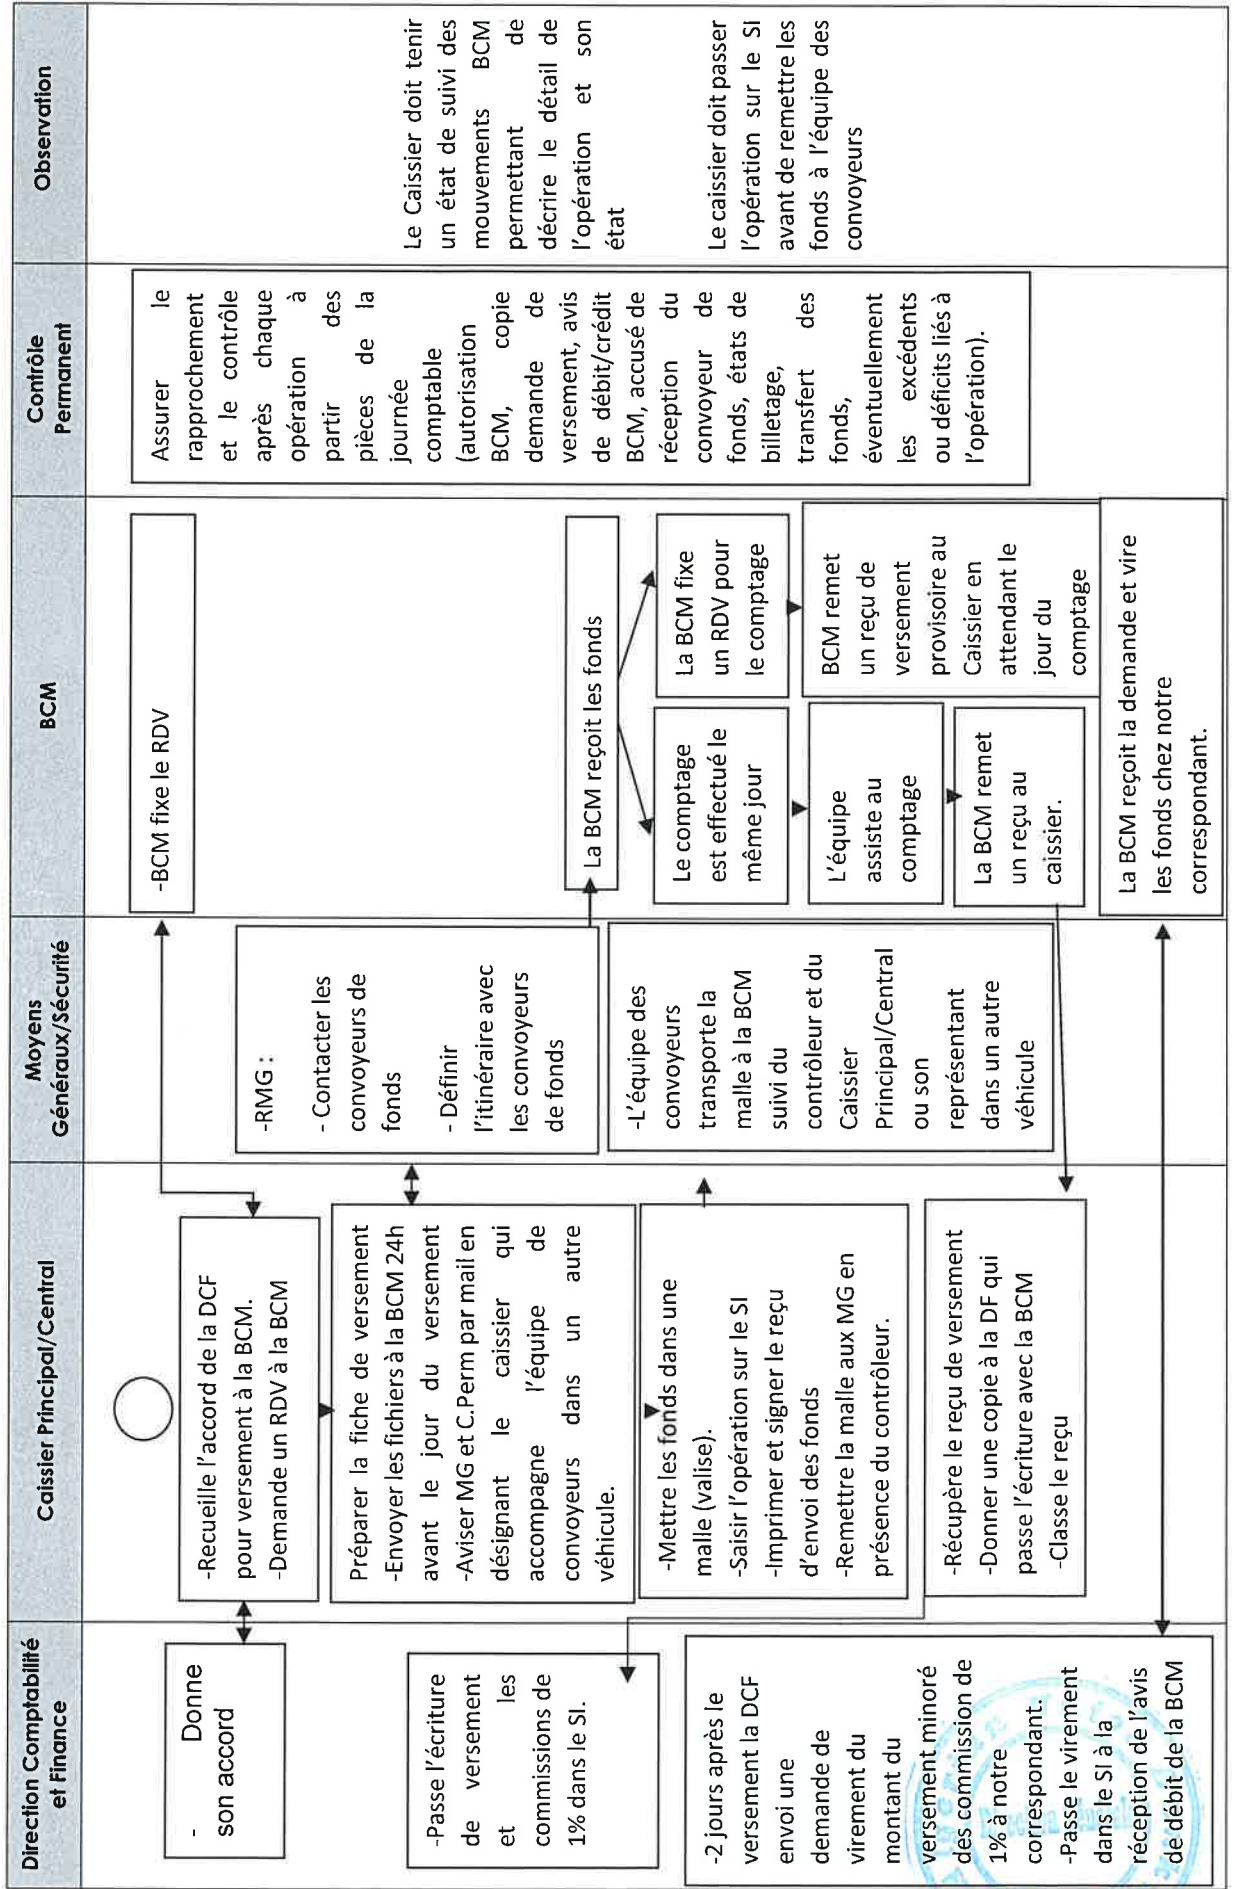 Direction Comptabilité
et Finance
Caissier Principal/Central
Moyens
Généraux/Sécurité
BCM
Contrôle
Permanent
Observation
- Donne
son accord
-Passe l'écriture
de versement
et les
commissions de
1% dans le SI.
-2 jours après le
versement la DCF
envoi une
demande de
virement du
montant du
versement minoré
des commission de
1% à notre
correspondant.
-Passe le virement
dans le SI à la
réception de l'avis
de débit de la BCM
-Recueille l'accord de la DCF
pour versement à la BCM.
-Demande un RDV à la BCM
Préparer la fiche de versement
-Envoyer les fichiers à la BCM 24h
avant le jour du versement
-Aviser MG et C.Perm par mail en
désignant le caissier qui
accompagne l'équipe de
convoyeurs dans un autre
véhicule.
-Mettre les fonds dans une
malle (valise).
-Saisir l'opération sur le SI
-Imprimer et signer le reçu
d'envoi des fonds
-Remettre la malle aux MG en
présence du contrôleur.
-Récupère le reçu de versement
-Donner une copie à la DF qui
passe l'écriture avec la BCM
-Classe le reçu
-RMG :
- Contacter les
convoyeurs de
fonds
- Définir
l'itinéraire avec
les convoyeurs
de fonds
-L'équipe des
convoyeurs
transporte la
malle à la BCM
suivi du
contrôleur et du
Caissier
Principal/Central
ou son
représentant
dans un autre
véhicule
-BCM fixe le RDV
La BCM reçoit les fonds
Le comptage
est effectué le
même jour
L'équipe
assiste au
comptage
La BCM remet
un reçu au
caissier.
La BCM fixe
un RDV pour
le comptage
BCM remet
un reçu de
versement
provisoire au
Caissier en
attendant le
jour du
comptage
La BCM reçoit la demande et vire
les fonds chez notre
correspondant.
Assurer le
rapprochement
et le contrôle
après chaque
opération à
partir des
pièces de la
journée
comptable
(autorisation
BCM, copie
demande de
versement, avis
de débit/crédit
BCM, accusé de
réception du
convoyeur de
fonds, états de
billetage,
transfert des
fonds,
éventuellement
les excédents
ou déficits liés à
l'opération).
Le Caissier doit tenir
un état de suivi des
mouvements BCM
permettant de
décrire le détail de
l'opération et son
état
Le caissier doit passer
l'opération sur le SI
avant de remettre les
fonds à l'équipe des
convoyeurs